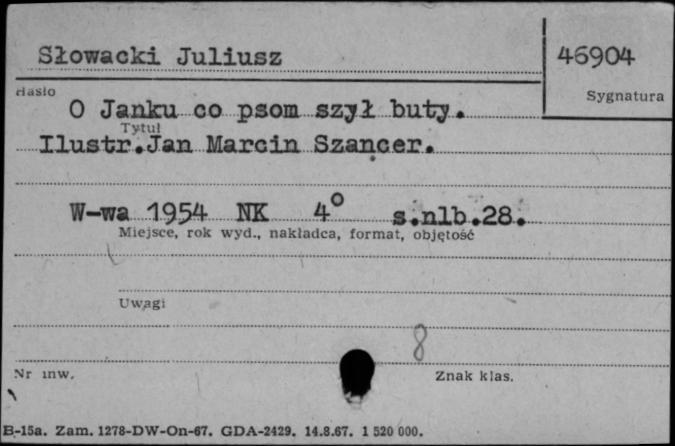 Słowacki Juliusz
46904
Hasło
Sygnatura
O Janku co psom szył buty.
Tytuł
Ilustr.Jan Marcin Szancer.
W-wa 1954 NK 4° s.nlb.28.
Miejsce, rok wyd., nakładca, format, objętość
Uwagi
8
Nr inw.
Znak klas.
B-15a. Zam. 1278-DW-On-67. GDA-2429. 14.8.67. 1 520 000.